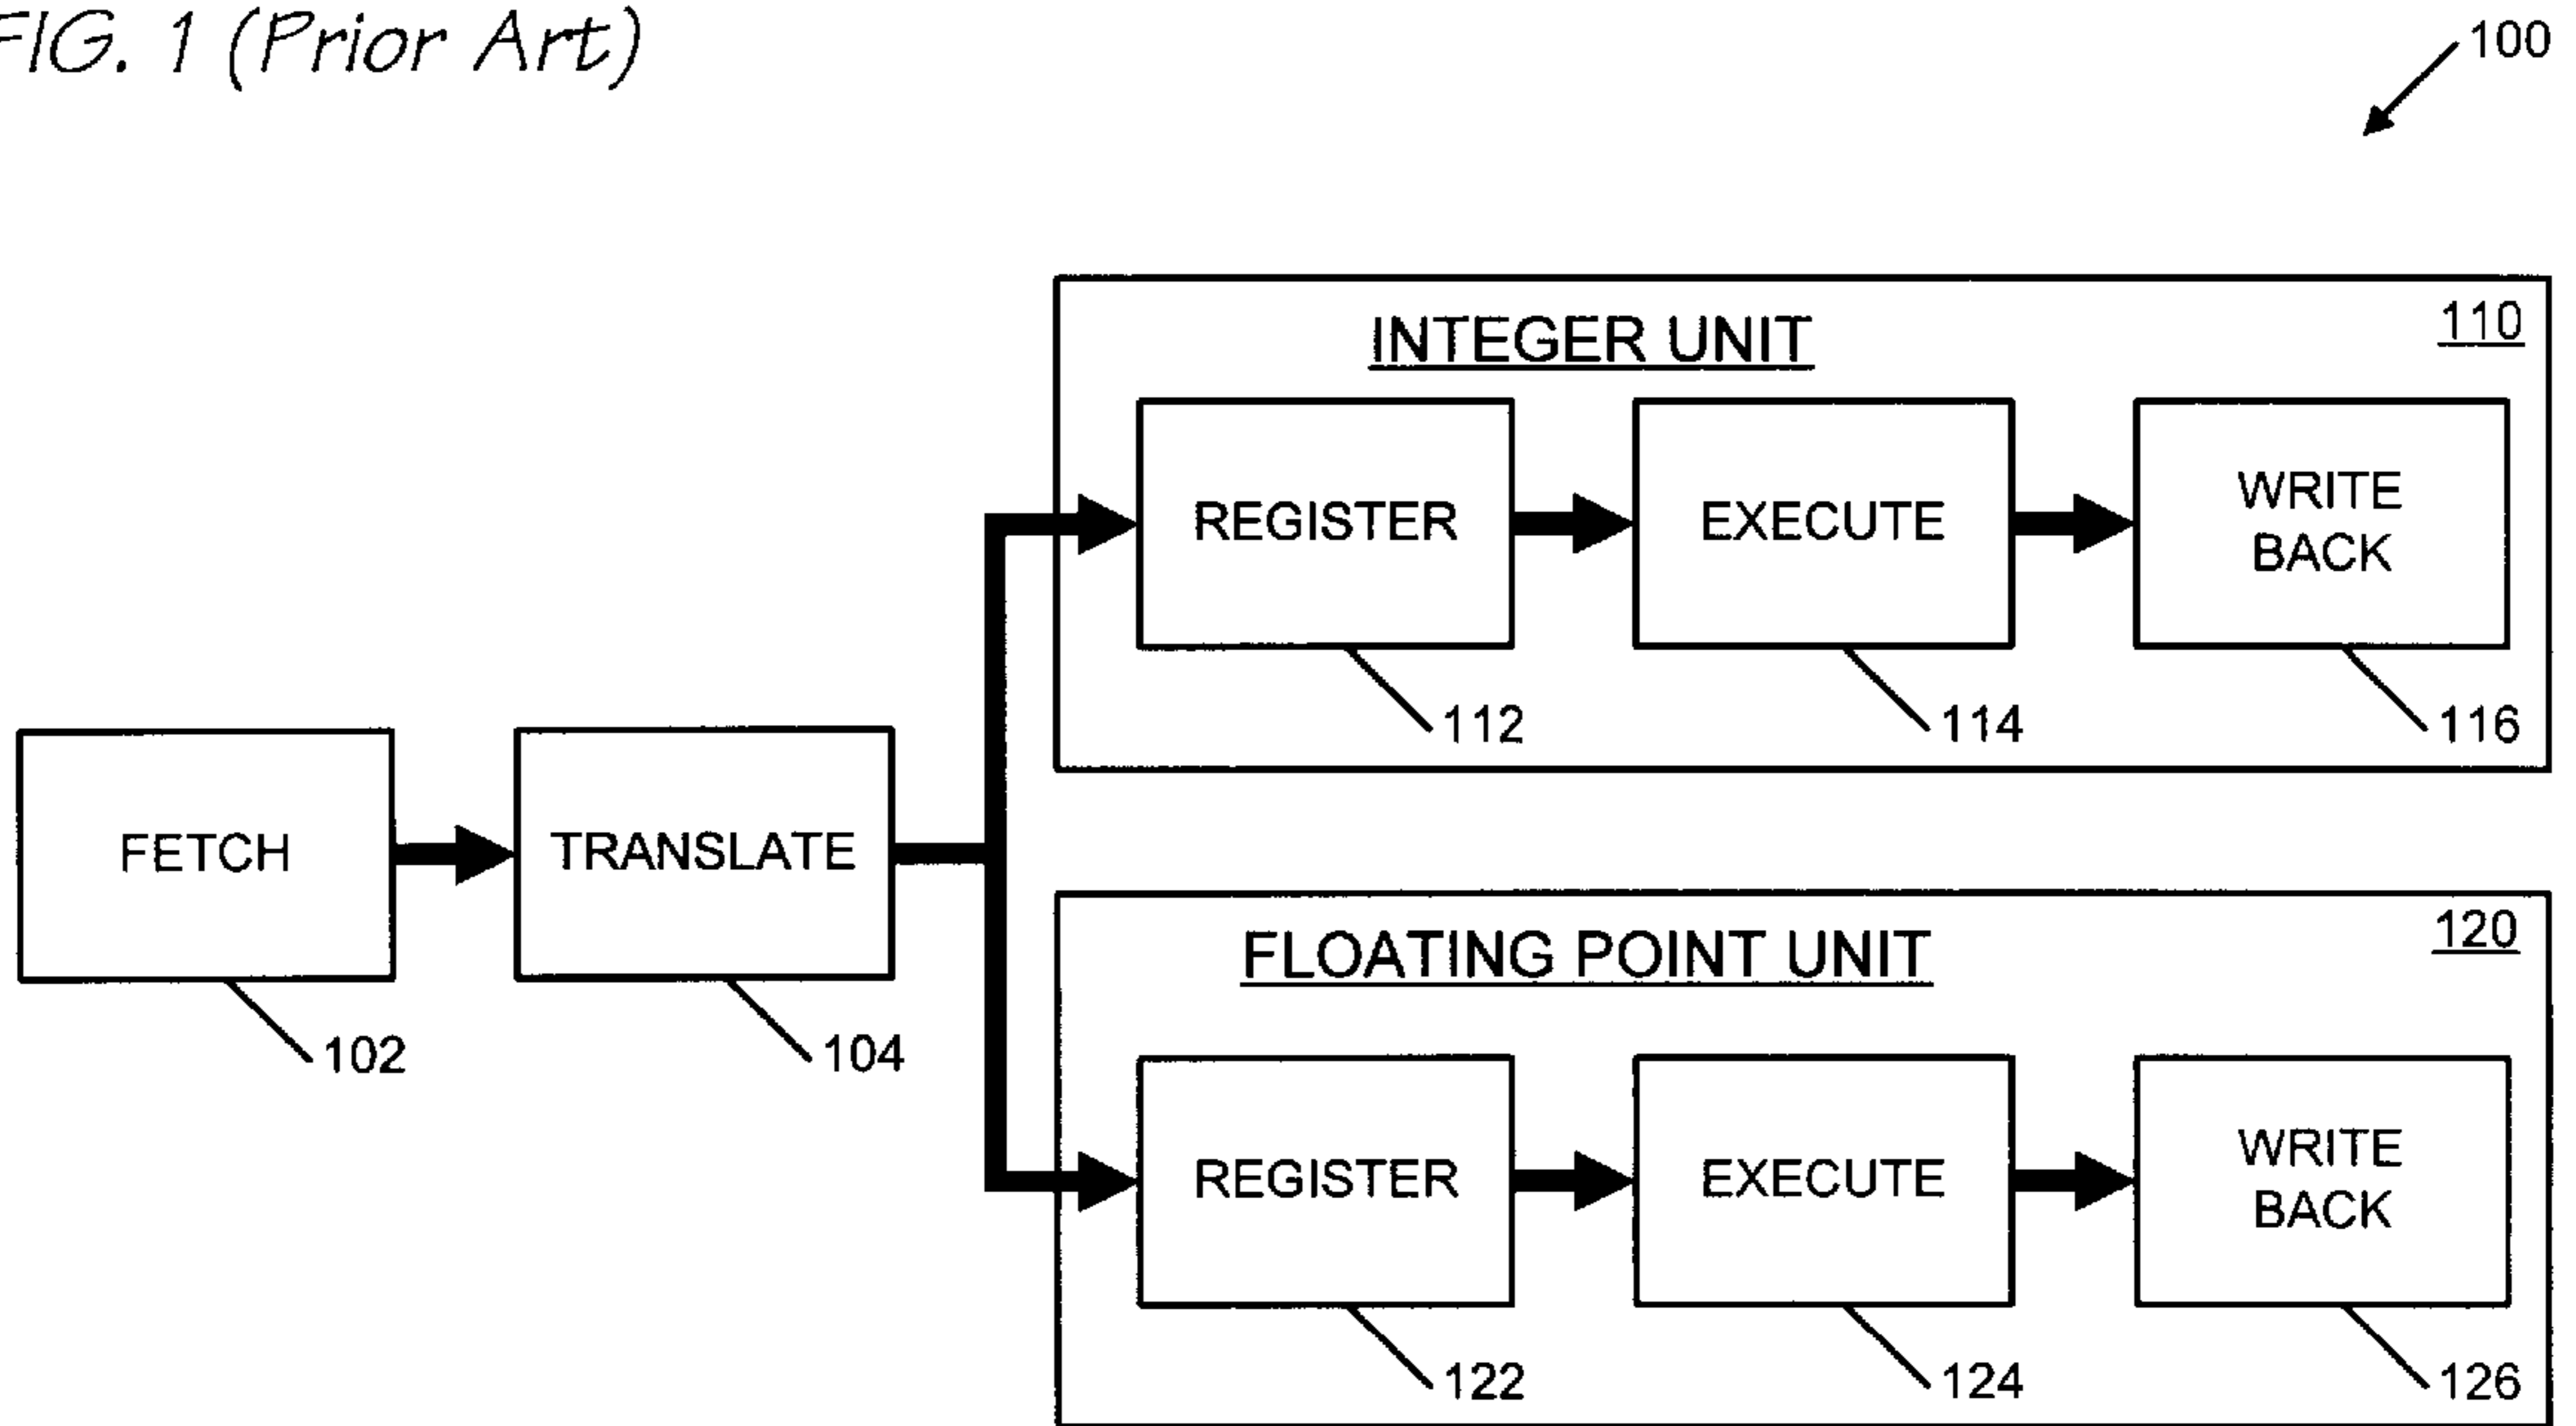 FIG. 1 (Prior Art)
100
INTEGER UNIT
110
REGISTER
EXECUTE
WRITE
BACK
112
114
116
FETCH
TRANSLATE
102
104
FLOATING POINT UNIT
120
REGISTER
EXECUTE
WRITE
BACK
122
124
126